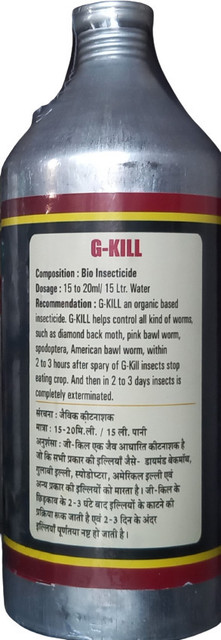 G-KILL
Composition : Bio Insecticide
Dosage : 15 to 20ml/ 15 Ltr. Water
Recommendation : G-KILL an organic based
insecticide. G-KILL helps control all kind of worms,
such as diamond back moth, pink bawl worm,
spodoptera, American bawl worm, within
2 to 3 hours after spary of G-Kill insects stop
eating crop. And then in 2 to 3 days insects is
completely exterminated.
संरचना : जैविक कीटनाशक
मात्रा : 15-20मि.ली. / 15 ली. पानी
अनुशंसा : जी-किल एक जैव आधारित कीटनाशक है
जो कि सभी प्रकार की इल्लियाँ जैसे- डायमंड बेकमॉथ,
गुलाबी इल्ली, स्पोडोप्टरा, अमेरिकल इल्ली एवं
अन्य प्रकार की इल्लियों को मारता है। जी-किल के
छिड़काव के 2-3 घंटे बाद इल्लियों के काटने की
प्रक्रिया रूक जाती है एवं 2-3 दिन के अंदर
इल्लियाँ पूर्णतया नष्ट हो जाती है।